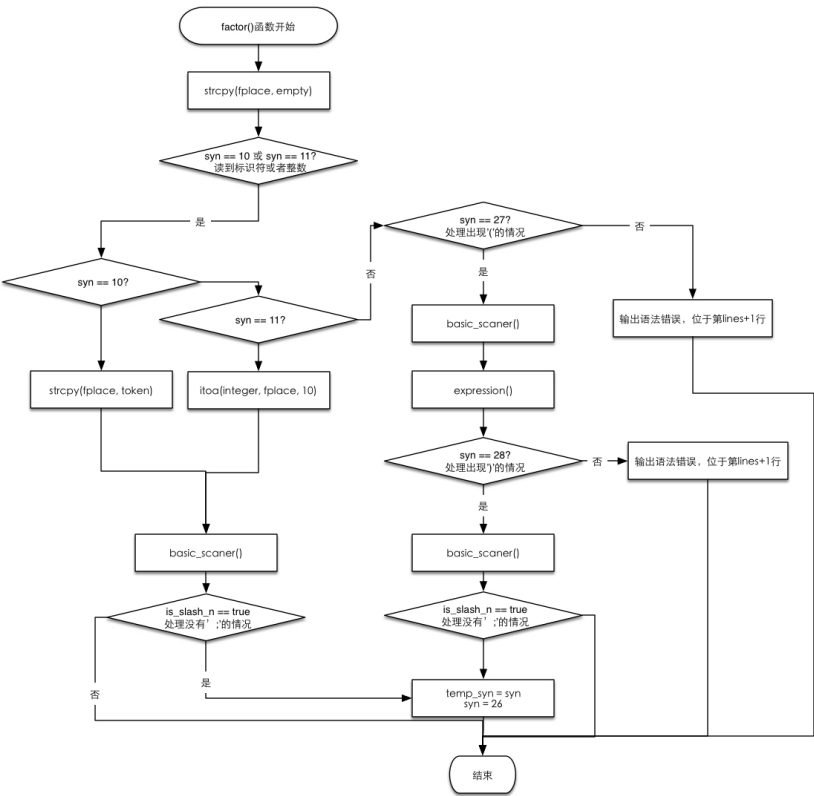 factor()函数开始
strcpy(fplace, empty)
syn == 10 或 syn == 11?
读到标识符或者整数
是
syn == 10?
syn == 11?
否
syn == 27?
处理出现'('的情况
否
是
输出语法错误，位于第lines+1行
basic_scaner()
strcpy(fplace, token)
itoa(integer, fplace, 10)
expression()
syn == 28?
处理出现')'的情况
否
输出语法错误，位于第lines+1行
是
basic_scaner()
basic_scaner()
is_slash_n == true
处理没有’;'的情况
is_slash_n == true
处理没有’;'的情况
是
否
temp_syn = syn
syn = 26
结束